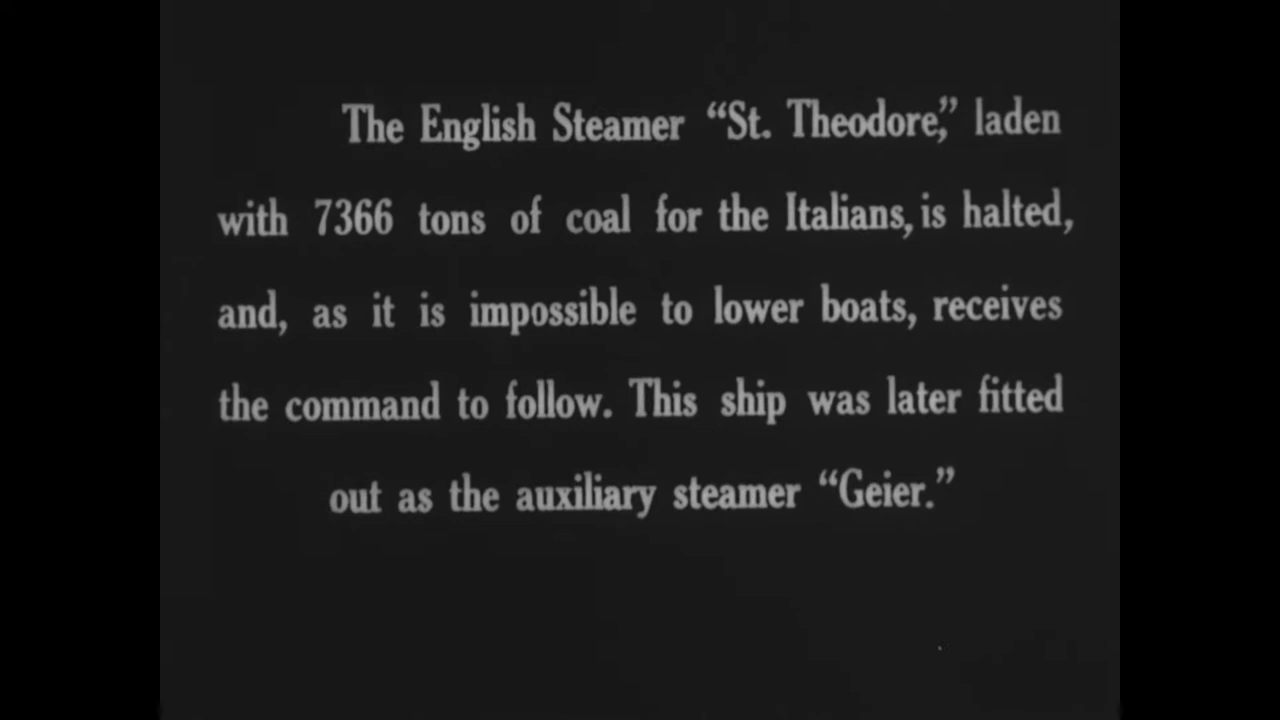 The English Steamer “St. Theodore,” laden
with 7366 tons of coal for the Italians, is halted,
and, as it is impossible to lower boats, receives
the command to follow. This ship was later fitted
out as the auxiliary steamer “Geier.”